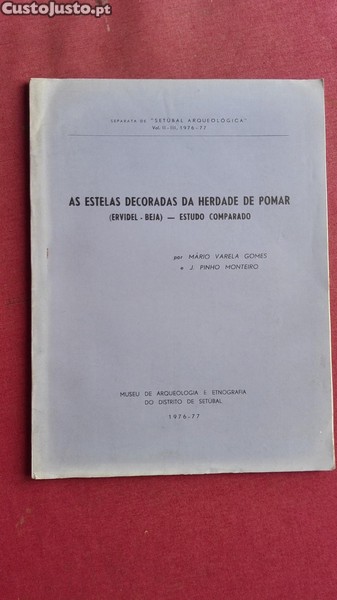 CustoJusto.pt
SEPARATA DE "SETÚBAL ARQUEOLÓGICA"
Vol. II-III, 1976-77
AS ESTELAS DECORADAS DA HERDADE DE POMAR
(ERVIDEL - BEJA) — ESTUDO COMPARADO
por MÁRIO VARELA GOMES
e J. PINHO MONTEIRO
MUSEU DE ARQUEOLOGIA E ETNOGRAFIA
DO DISTRITO DE SETÚBAL
1976-77